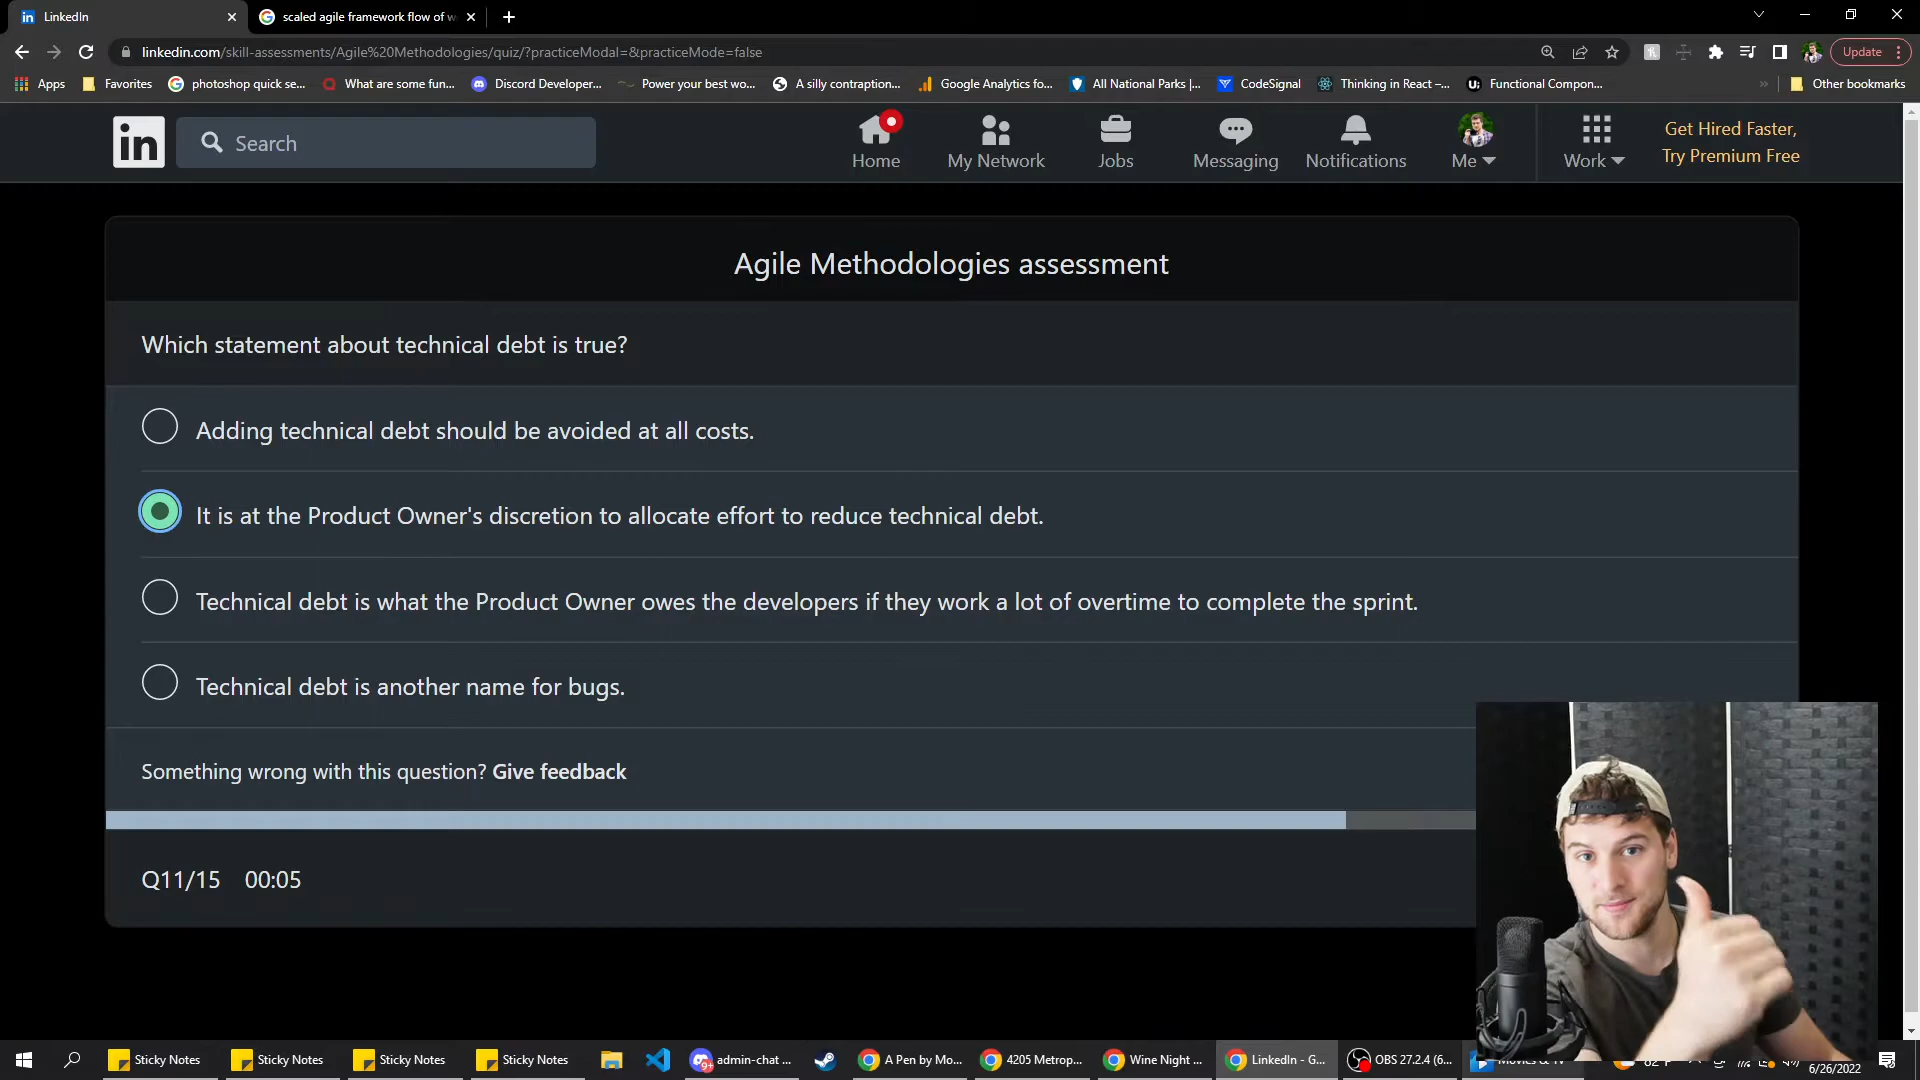 LinkedIn
scaled agile framework flow of w
linkedin.com/skill-assessments/Agile%20Methodologies/quiz/?practiceModal=&practiceMode=false
Update
Apps
Favorites
photoshop quick se...
What are some fun...
Discord Developer...
Power your best wo...
A silly contraption...
Google Analytics fo...
All National Parks |...
CodeSignal
Thinking in React –...
Functional Compon...
Other bookmarks
in
Search
Home
My Network
Jobs
Messaging
Notifications
Me
Work
Get Hired Faster,
Try Premium Free
Agile Methodologies assessment
Which statement about technical debt is true?
Adding technical debt should be avoided at all costs.
It is at the Product Owner's discretion to allocate effort to reduce technical debt.
Technical debt is what the Product Owner owes the developers if they work a lot of overtime to complete the sprint.
Technical debt is another name for bugs.
Something wrong with this question? Give feedback
Q11/15 00:05
Sticky Notes
Sticky Notes
Sticky Notes
Sticky Notes
admin-chat ...
A Pen by Mo...
4205 Metrop...
Wine Night ...
LinkedIn - G...
OBS 27.2.4 (6...
6/26/2022